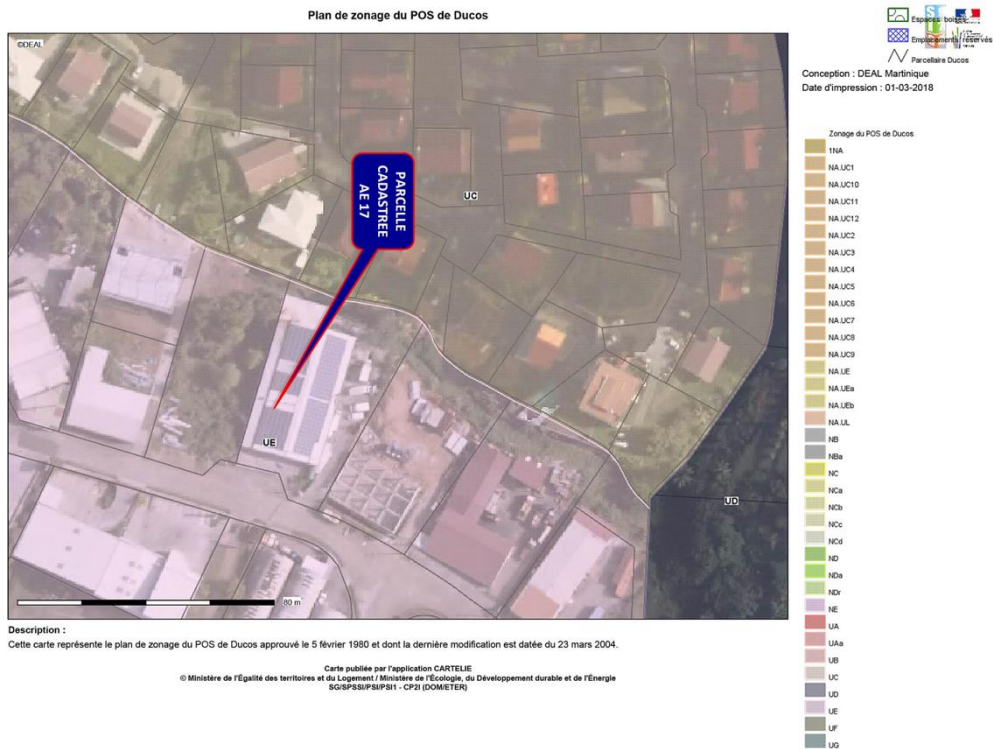 Plan de zonage du POS de Ducos
©DEAL
PARCELLE
CADASTREE
AE 17
UC
UE
UD
80 m
Description :
Cette carte représente le plan de zonage du POS de Ducos approuvé le 5 février 1980 et dont la dernière modification est datée du 23 mars 2004.
Carte publiée par l'application CARTELIE
© Ministère de l'Égalité des territoires et du Logement / Ministère de l'Écologie, du Développement durable et de l'Énergie
SG/SPSSI/PSI/PSI1 - CP2I (DOM/ETER)
Espaces boisés
Emplacements réservés
Parcellaire Ducos
Conception : DEAL Martinique
Date d'impression : 01-03-2018
Zonage du POS de Ducos
1NA
NA.UC1
NA.UC10
NA.UC11
NA.UC12
NA.UC2
NA.UC3
NA.UC4
NA.UC5
NA.UC6
NA.UC7
NA.UC8
NA.UC9
NA.UE
NA.UEa
NA.UEb
NA.UL
NB
NBa
NC
NCa
NCb
NCc
NCd
ND
NDa
NDr
NE
UA
UAa
UB
UC
UD
UE
UF
UG